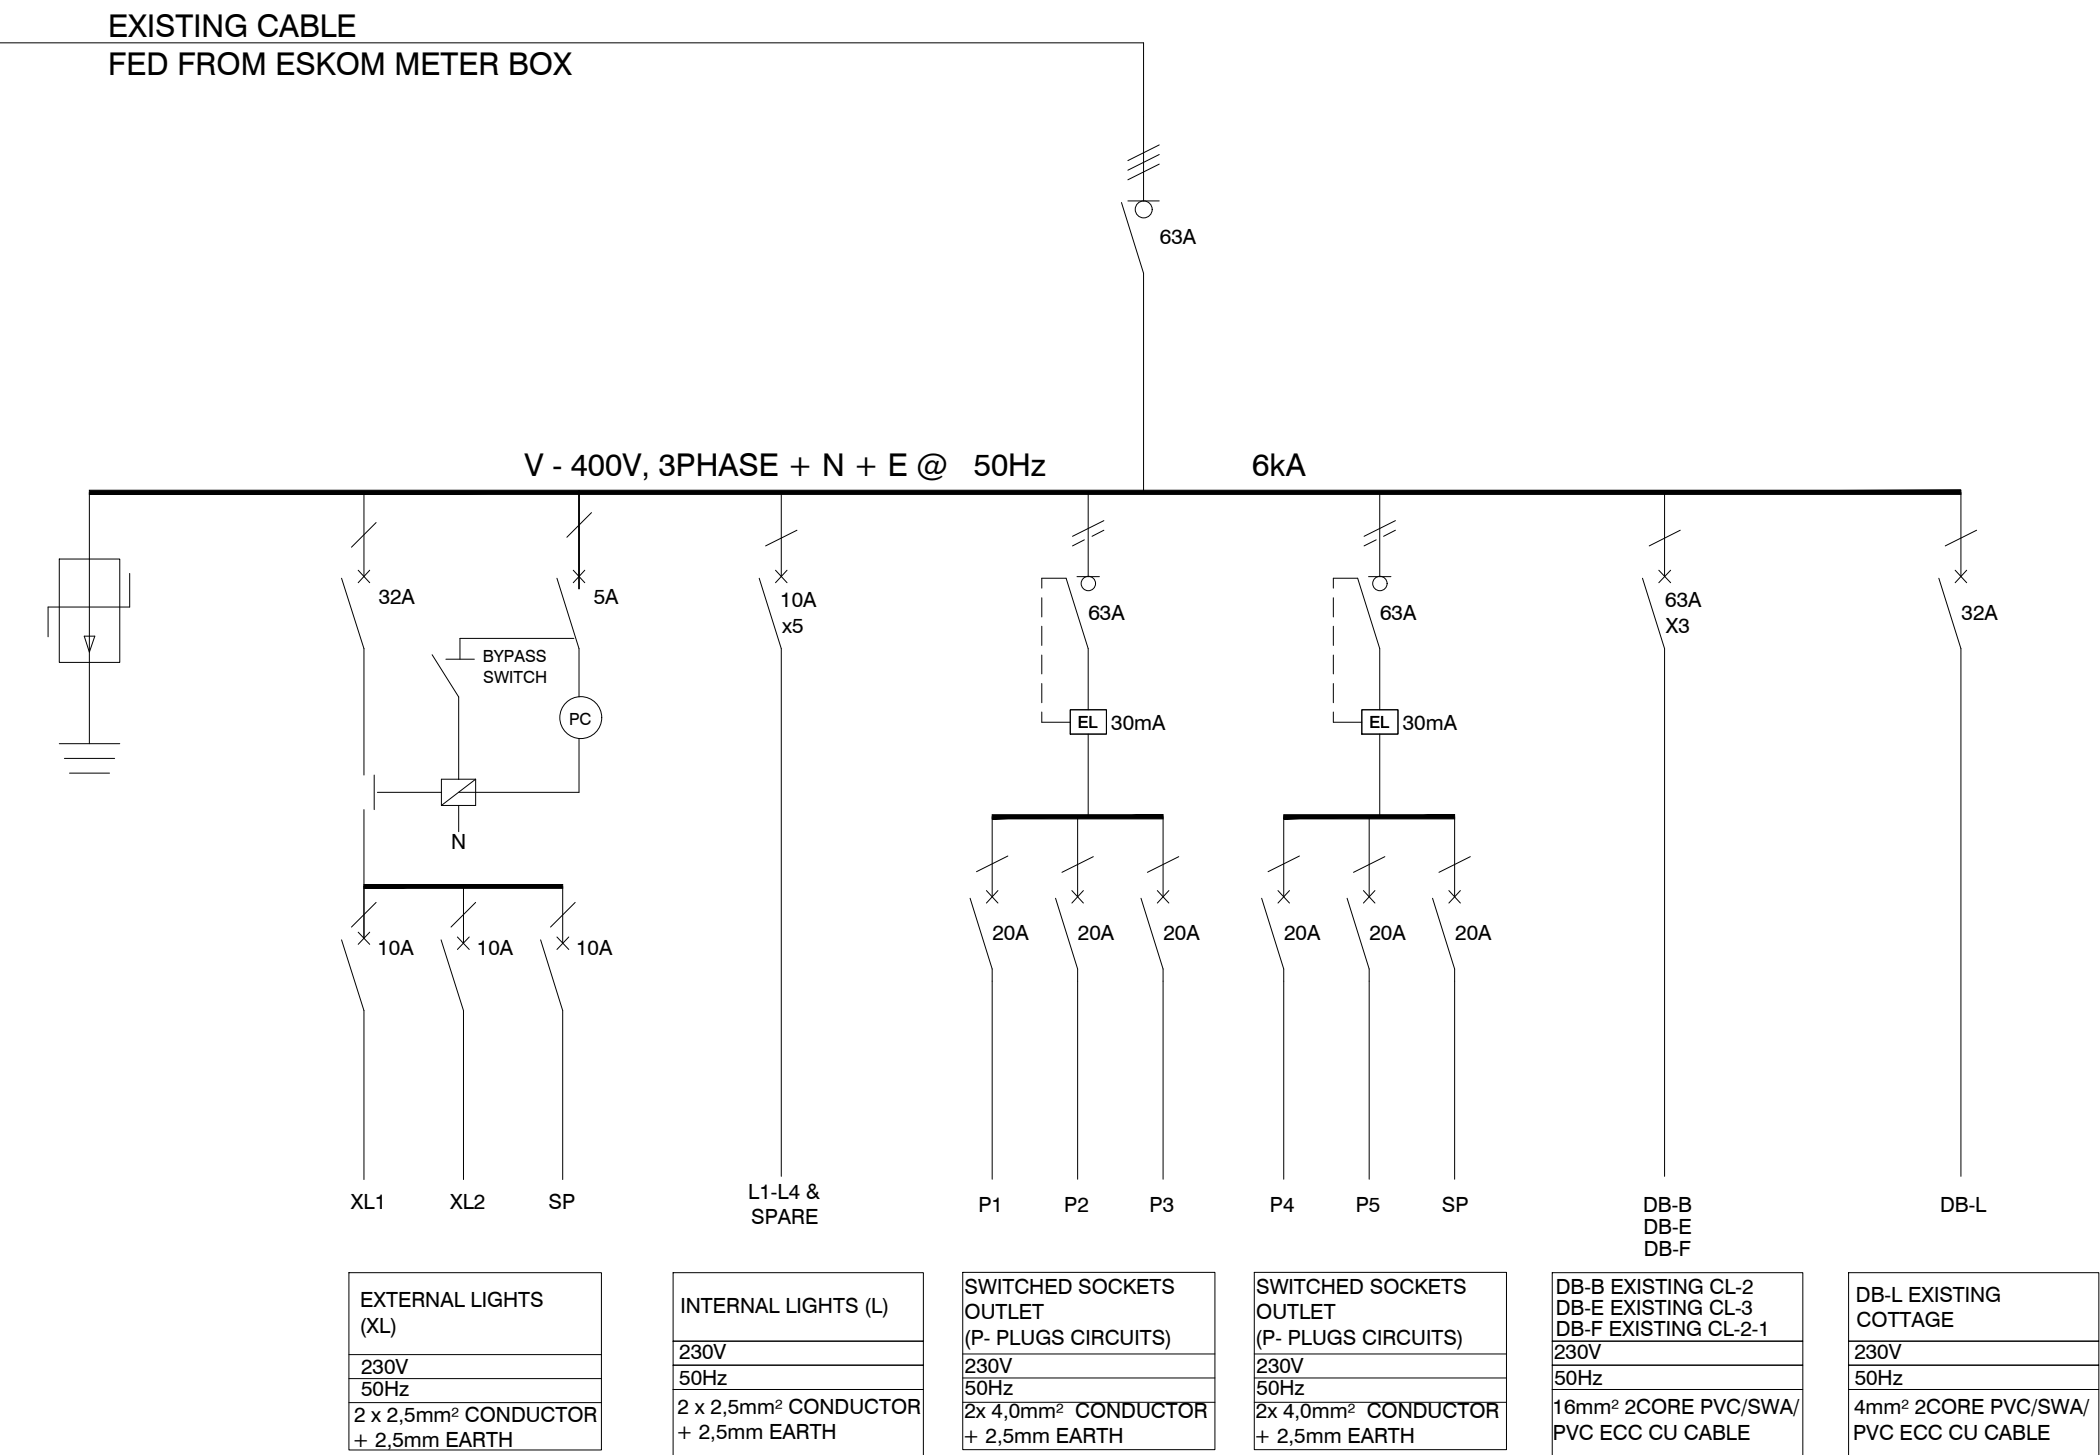 EXISTING CABLE
FED FROM ESKOM METER BOX
63A
V - 400V, 3PHASE + N + E @ 50Hz 6kA
32A
5A
10A
x5
63A
63A
63A
X3
32A
BYPASS
SWITCH
PC
EL 30mA
EL 30mA
N
10A 10A 10A
20A 20A 20A
20A 20A 20A
XL1 XL2 SP
L1-L4 &
SPARE
P1 P2 P3
P4 P5 SP
DB-B
DB-E
DB-F
DB-L
EXTERNAL LIGHTS
(XL)
230V
50Hz
2 x 2,5mm² CONDUCTOR
+ 2,5mm EARTH
INTERNAL LIGHTS (L)
230V
50Hz
2 x 2,5mm² CONDUCTOR
+ 2,5mm EARTH
SWITCHED SOCKETS
OUTLET
(P- PLUGS CIRCUITS)
230V
50Hz
2x 4,0mm² CONDUCTOR
+ 2,5mm EARTH
SWITCHED SOCKETS
OUTLET
(P- PLUGS CIRCUITS)
230V
50Hz
2x 4,0mm² CONDUCTOR
+ 2,5mm EARTH
DB-B EXISTING CL-2
DB-E EXISTING CL-3
DB-F EXISTING CL-2-1
230V
50Hz
16mm² 2CORE PVC/SWA/
PVC ECC CU CABLE
DB-L EXISTING
COTTAGE
230V
50Hz
4mm² 2CORE PVC/SWA/
PVC ECC CU CABLE